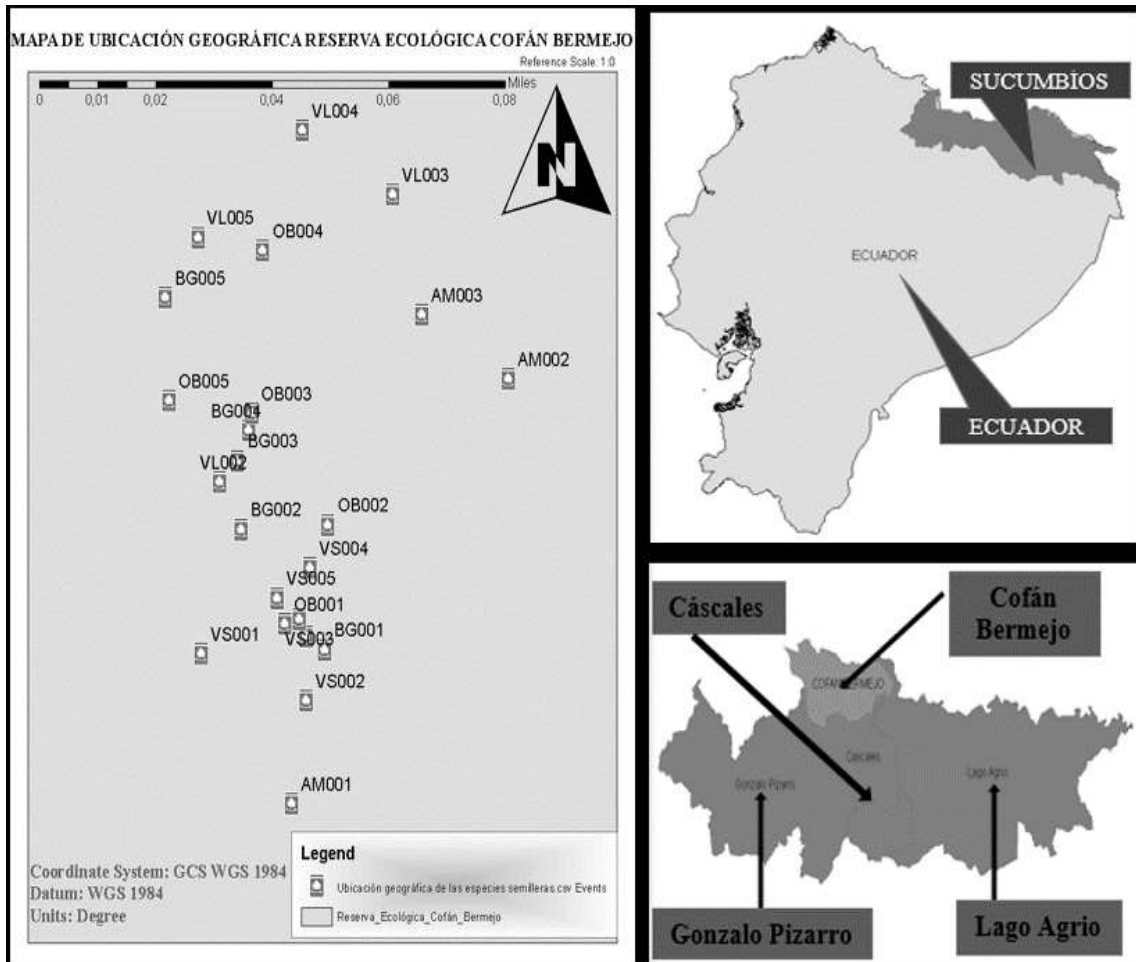 MAPA DE UBICACIÓN GEOGRÁFICA RESERVA ECOLÓGICA COFÁN BERMEJO
Reference Scale: 1:0
Miles
0 0,01 0,02 0,04 0,06 0,08
N
VL004
VL003
VL005
OB004
BG005
AM003
AM002
OB005
OB003
BG004
BG003
VL002
BG002
OB002
VS004
VS005
OB001
VS003
BG001
VS001
VS002
AM001
Coordinate System: GCS WGS 1984
Datum: WGS 1984
Units: Degree
Legend
Ubicación geográfica de las especies semilleras.csv Events
Reserva_Ecológica_Cofán_Bermejo
SUCUMBÍOS
ECUADOR
ECUADOR
Cáscales
Cofán
Bermejo
COFÁN BERMEJO
Cáscales
Gonzalo Pizarro
Lago Agrio
Gonzalo Pizarro
Lago Agrio